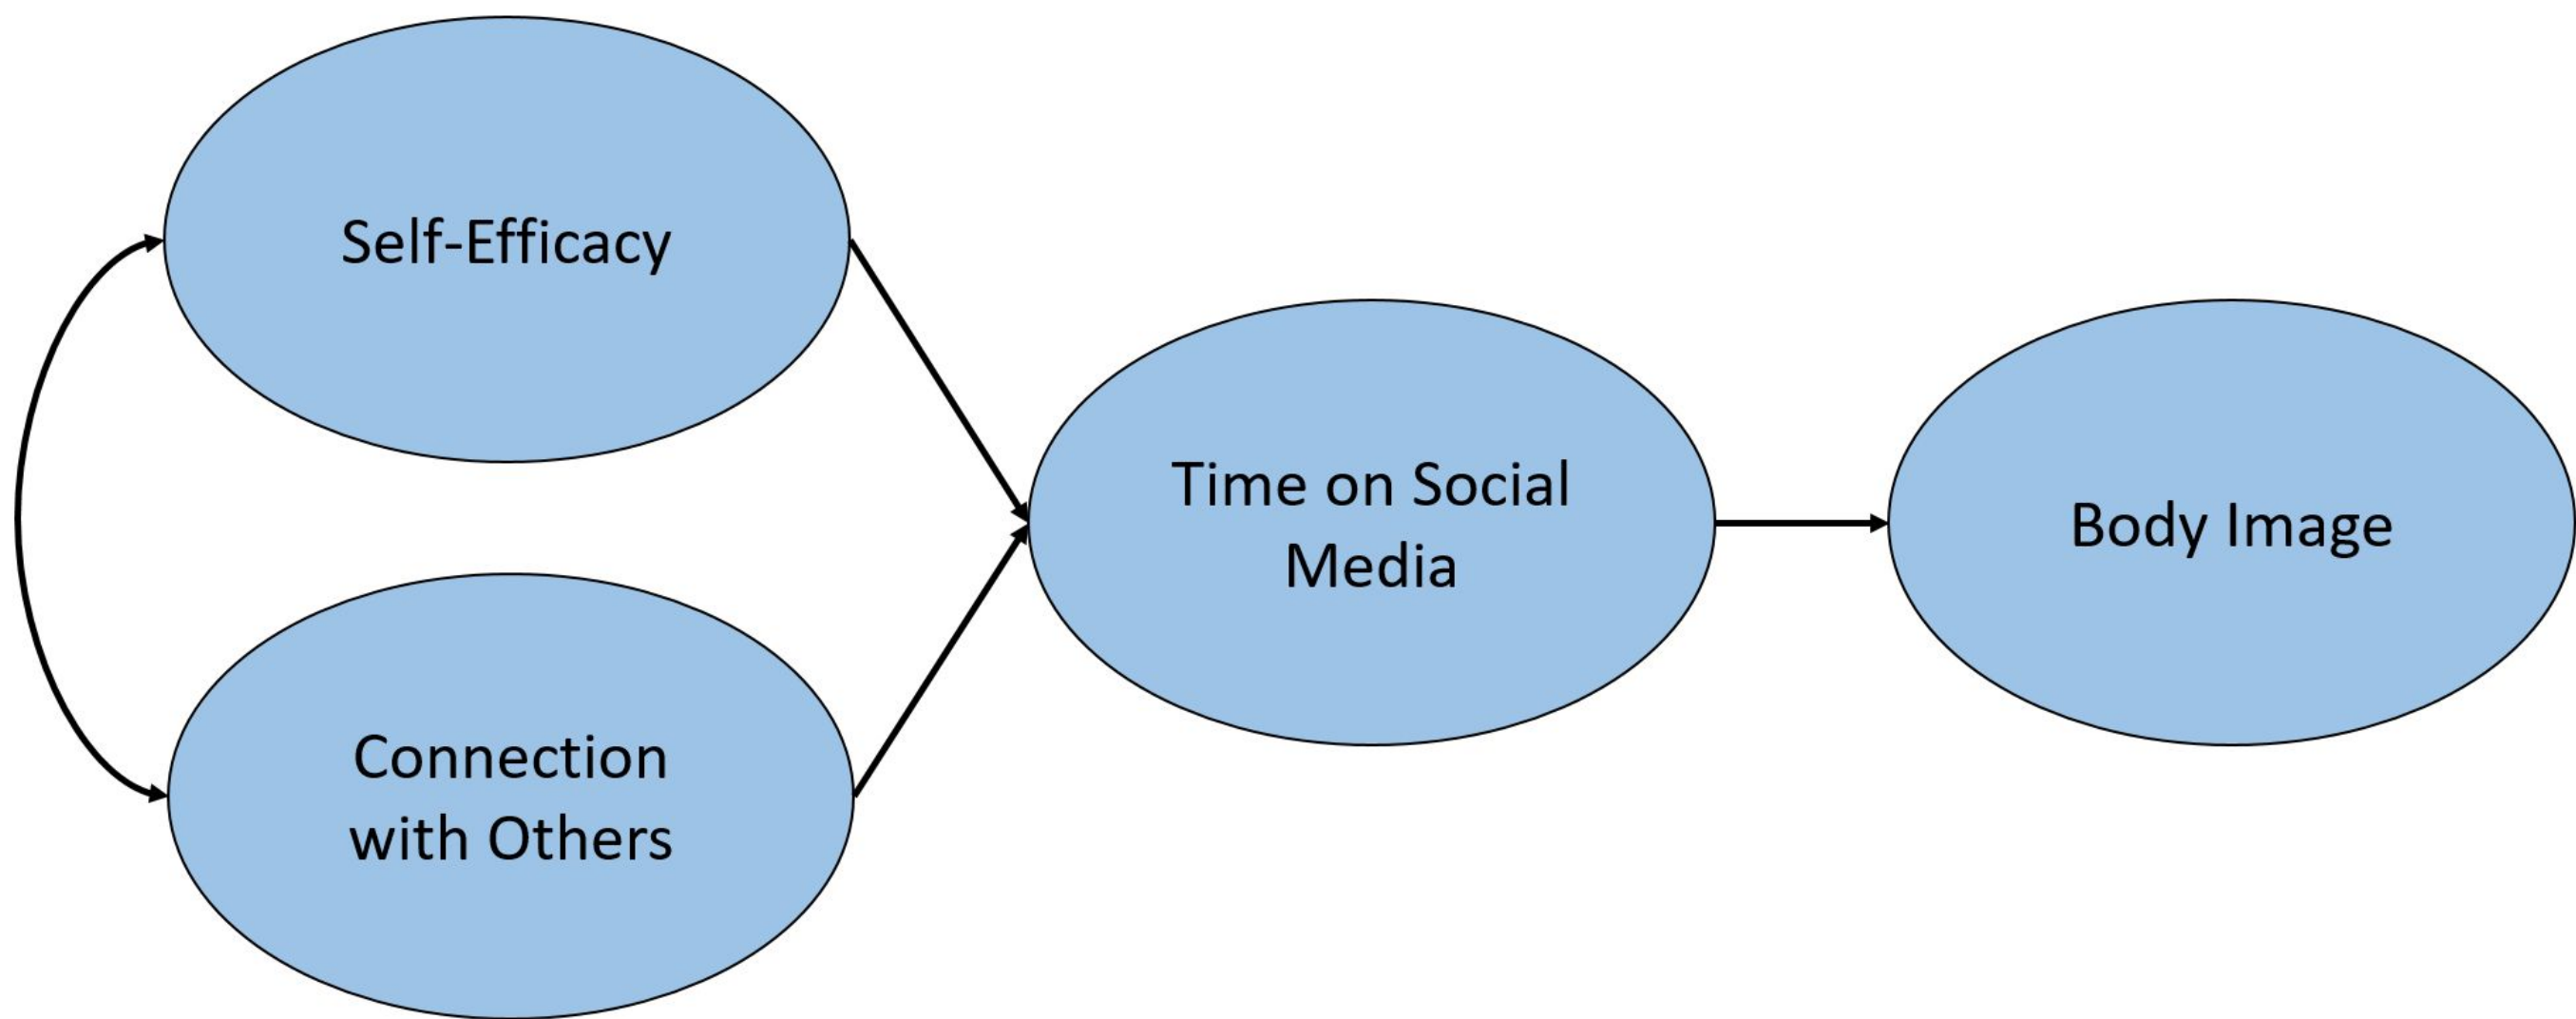 Self-Efficacy
Connection
with Others
Time on Social
Media
Body Image